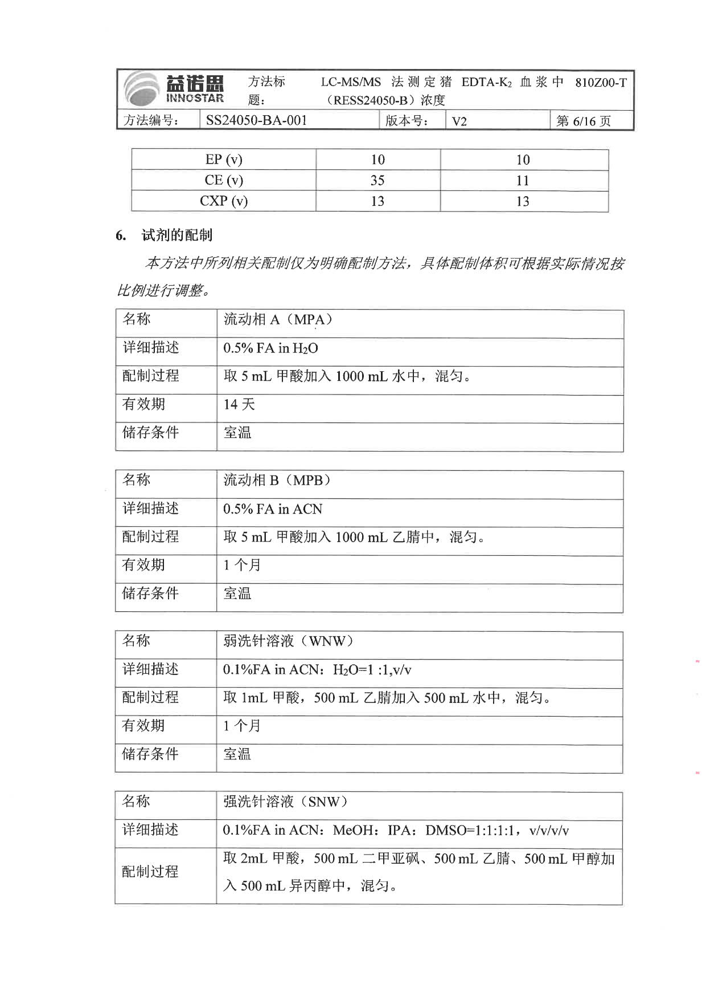 益诺思
INNOSTAR
方法标 LC-MS/MS 法测定猪 EDTA-K₂ 血浆中 810Z00-T
题: （RESS24050-B）浓度
方法编号: SS24050-BA-001 版本号: V2 第 6/16 页
EP (v) 10 10
CE (v) 35 11
CXP (v) 13 13
6. 试剂的配制
本方法中所列相关配制仅为明确配制方法，具体配制体积可根据实际情况按
比例进行调整。
名称 流动相 A（MPA）
详细描述 0.5% FA in H₂O
配制过程 取 5 mL 甲酸加入 1000 mL 水中，混匀。
有效期 14 天
储存条件 室温
名称 流动相 B（MPB）
详细描述 0.5% FA in ACN
配制过程 取 5 mL 甲酸加入 1000 mL 乙腈中，混匀。
有效期 1 个月
储存条件 室温
名称 弱洗针溶液（WNW）
详细描述 0.1%FA in ACN：H₂O=1 :1,v/v
配制过程 取 1mL 甲酸，500 mL 乙腈加入 500 mL 水中，混匀。
有效期 1 个月
储存条件 室温
名称 强洗针溶液（SNW）
详细描述 0.1%FA in ACN：MeOH：IPA：DMSO=1:1:1:1，v/v/v/v
取 2mL 甲酸，500 mL 二甲亚砜、500 mL 乙腈、500 mL 甲醇加
配制过程
入 500 mL 异丙醇中，混匀。